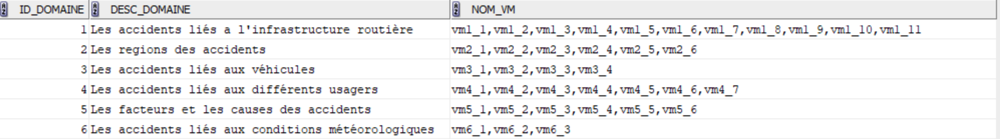 ID_DOMAINE DESC_DOMAINE NOM_VM
1 Les accidents liés a l'infrastructure routière vm1_1,vm1_2,vm1_3,vm1_4,vm1_5,vm1_6,vm1_7,vm1_8,vm1_9,vm1_10,vm1_11
2 Les regions des accidents vm2_1,vm2_2,vm2_3,vm2_4,vm2_5,vm2_6
3 Les accidents liés aux véhicules vm3_1,vm3_2,vm3_3,vm3_4
4 Les accidents liés aux différents usagers vm4_1,vm4_2,vm4_3,vm4_4,vm4_5,vm4_6,vm4_7
5 Les facteurs et les causes des accidents vm5_1,vm5_2,vm5_3,vm5_4,vm5_5,vm5_6
6 Les accidents liés aux conditions météorologiques vm6_1,vm6_2,vm6_3